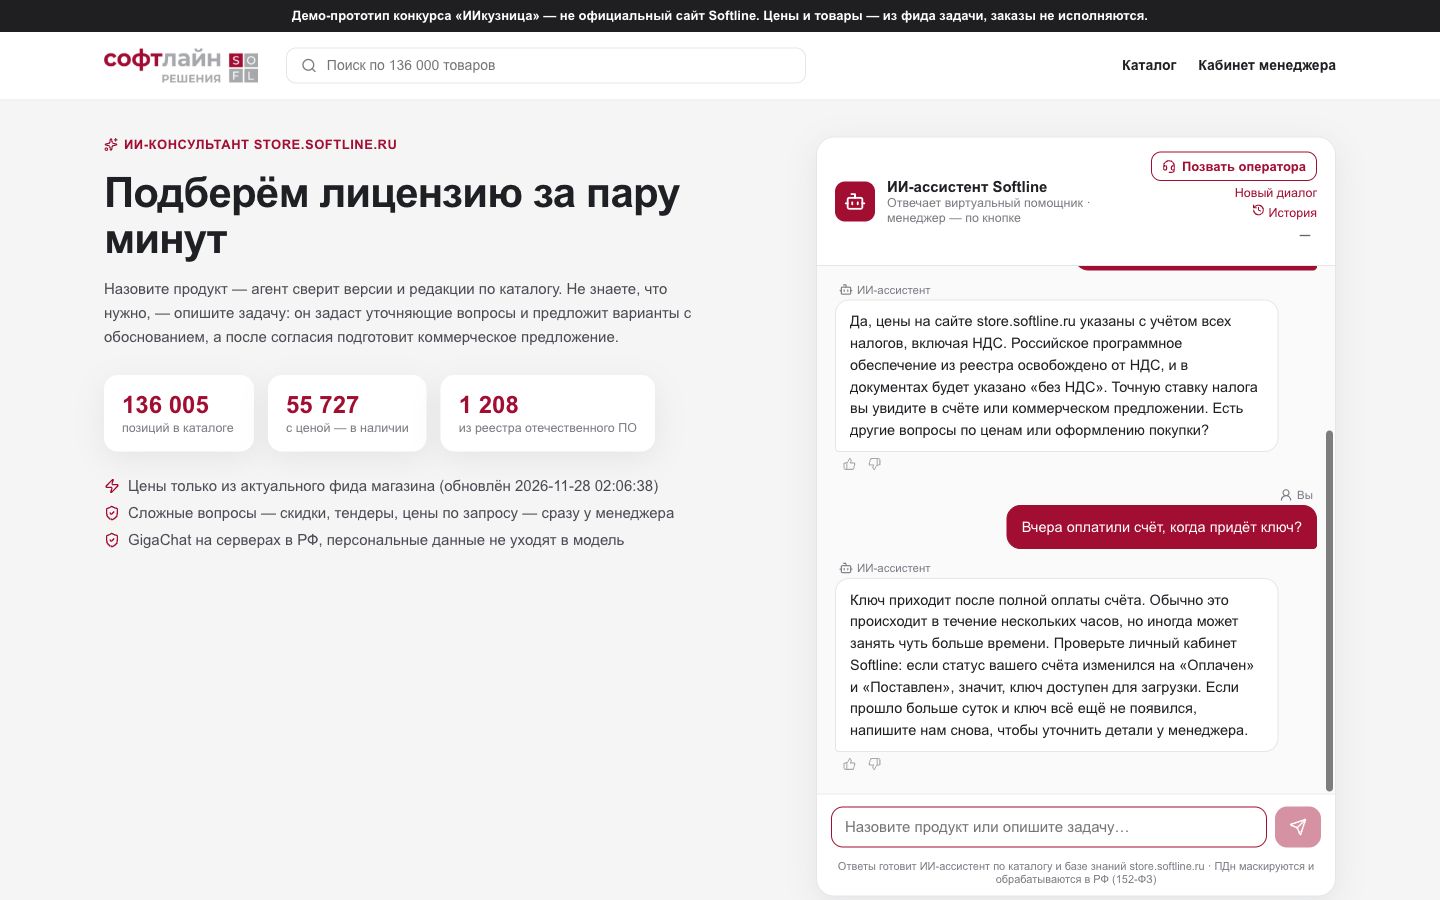 Демо-прототип конкурса «ИИкузница» — не официальный сайт Softline. Цены и товары — из фида задачи, заказы не исполняются.
софтлайн
РЕШЕНИЯ
S O
F L
Поиск по 136 000 товаров
Каталог
Кабинет менеджера
ИИ-КОНСУЛЬТАНТ STORE.SOFTLINE.RU
Подберём лицензию за пару
минут
Назовите продукт — агент сверит версии и редакции по каталогу. Не знаете, что
нужно, — опишите задачу: он задаст уточняющие вопросы и предложит варианты с
обоснованием, а после согласия подготовит коммерческое предложение.
136 005
позиций в каталоге
55 727
с ценой — в наличии
1 208
из реестра отечественного ПО
Цены только из актуального фида магазина (обновлён 2026-11-28 02:06:38)
Сложные вопросы — скидки, тендеры, цены по запросу — сразу у менеджера
GigaChat на серверах в РФ, персональные данные не уходят в модель
ИИ-ассистент Softline
Отвечает виртуальный помощник ·
менеджер — по кнопке
Позвать оператора
Новый диалог
История
—
ИИ-ассистент
Да, цены на сайте store.softline.ru указаны с учётом всех
налогов, включая НДС. Российское программное
обеспечение из реестра освобождено от НДС, и в
документах будет указано «без НДС». Точную ставку налога
вы увидите в счёте или коммерческом предложении. Есть
другие вопросы по ценам или оформлению покупки?
Вы
Вчера оплатили счёт, когда придёт ключ?
ИИ-ассистент
Ключ приходит после полной оплаты счёта. Обычно это
происходит в течение нескольких часов, но иногда может
занять чуть больше времени. Проверьте личный кабинет
Softline: если статус вашего счёта изменился на «Оплачен»
и «Поставлен», значит, ключ доступен для загрузки. Если
прошло больше суток и ключ всё ещё не появился,
напишите нам снова, чтобы уточнить детали у менеджера.
Назовите продукт или опишите задачу…
Ответы готовит ИИ-ассистент по каталогу и базе знаний store.softline.ru · ПДн маскируются и
обрабатываются в РФ (152-ФЗ)